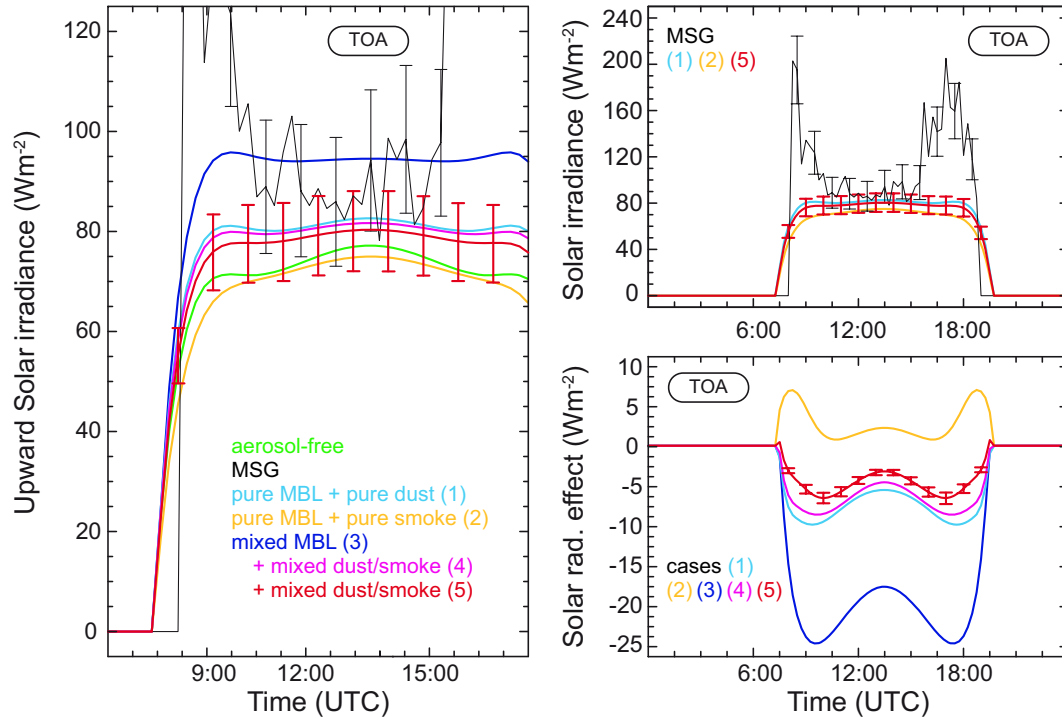 TOA
Upward Solar irradiance (Wm-2)
120
100
80
60
40
20
0
aerosol-free
MSG
pure MBL + pure dust (1)
pure MBL + pure smoke (2)
mixed MBL (3)
+ mixed dust/smoke (4)
+ mixed dust/smoke (5)
9:00 12:00 15:00
Time (UTC)
Solar irradiance (Wm-2)
240
200
160
120
80
40
0
MSG
(1) (2) (5)
TOA
6:00 12:00 18:00
Solar rad. effect (Wm-2)
10
5
0
-5
-10
-15
-20
-25
TOA
cases (1)
(2) (3) (4) (5)
6:00 12:00 18:00
Time (UTC)